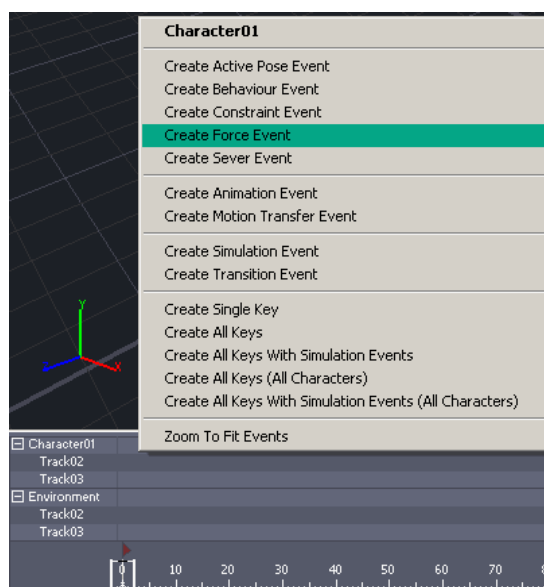 Character01
Create Active Pose Event
Create Behaviour Event
Create Constraint Event
Create Force Event
Create Sever Event
Create Animation Event
Create Motion Transfer Event
Create Simulation Event
Create Transition Event
Create Single Key
Create All Keys
Create All Keys With Simulation Events
Create All Keys (All Characters)
Create All Keys With Simulation Events (All Characters)
Zoom To Fit Events
Y
Z X
Character01
Track02
Track03
Environment
Track02
Track03
0 10 20 30 40 50 60 70